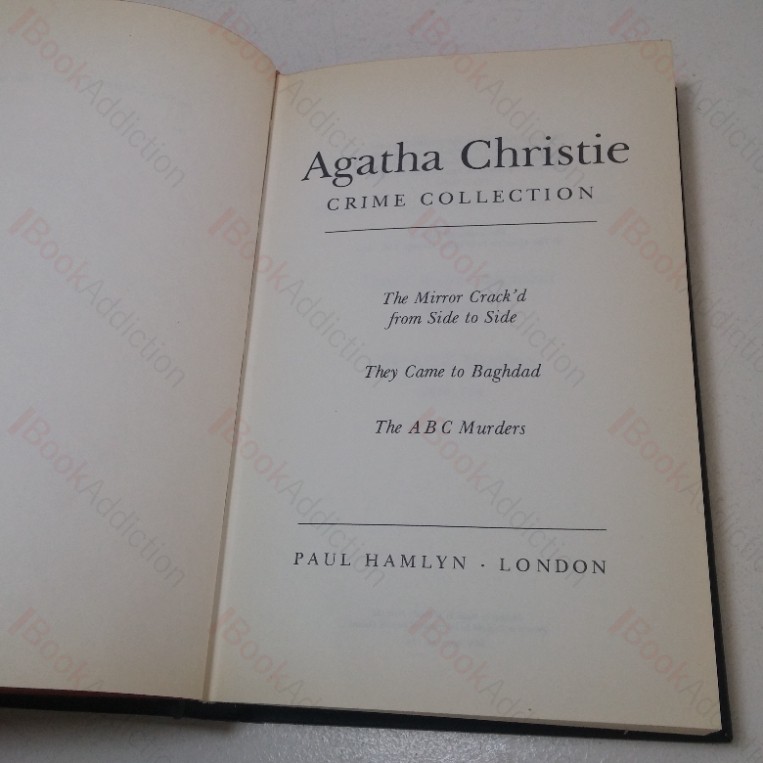 Agatha Christie
CRIME COLLECTION
The Mirror Crack'd
from Side to Side
They Came to Baghdad
The A B C Murders
PAUL HAMLYN · LONDON
BookAddiction